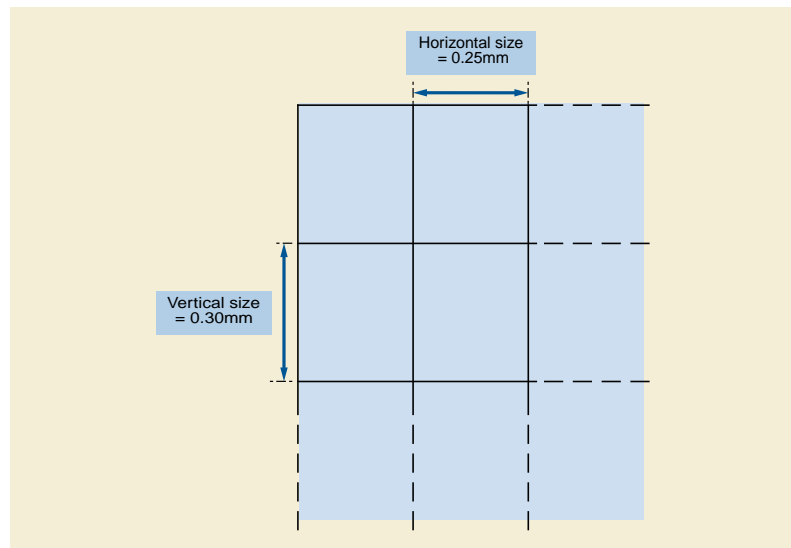 Horizontal size
= 0.25mm
Vertical size
= 0.30mm